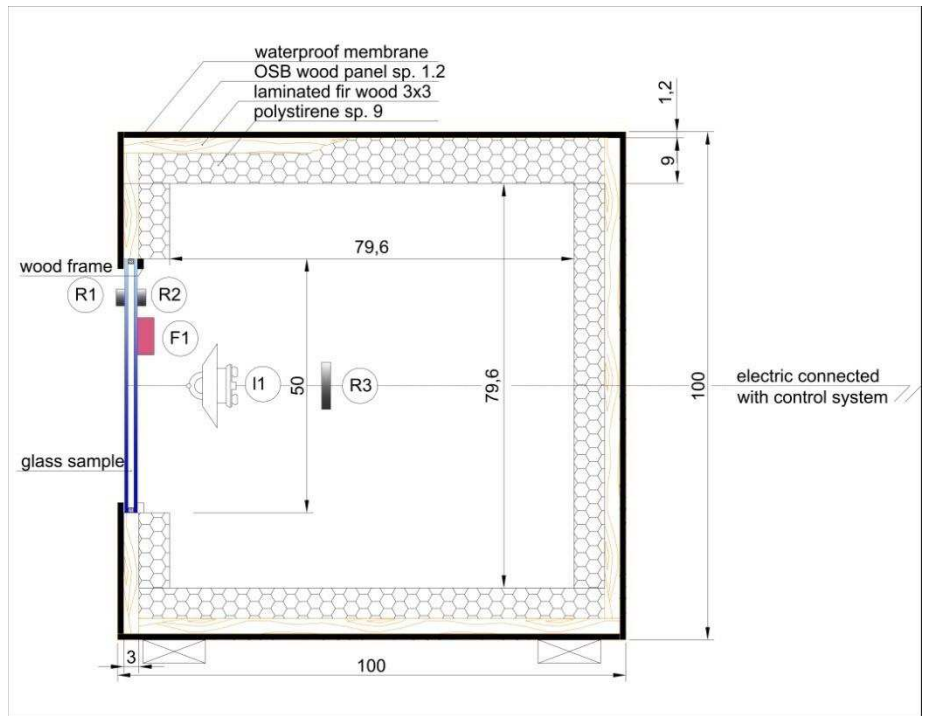 waterproof membrane
OSB wood panel sp. 1.2
laminated fir wood 3x3
polystirene sp. 9
1,2
9
79,6
wood frame
R1
R2
F1
I1
50
R3
79,6
100
electric connected
with control system
glass sample
3
100